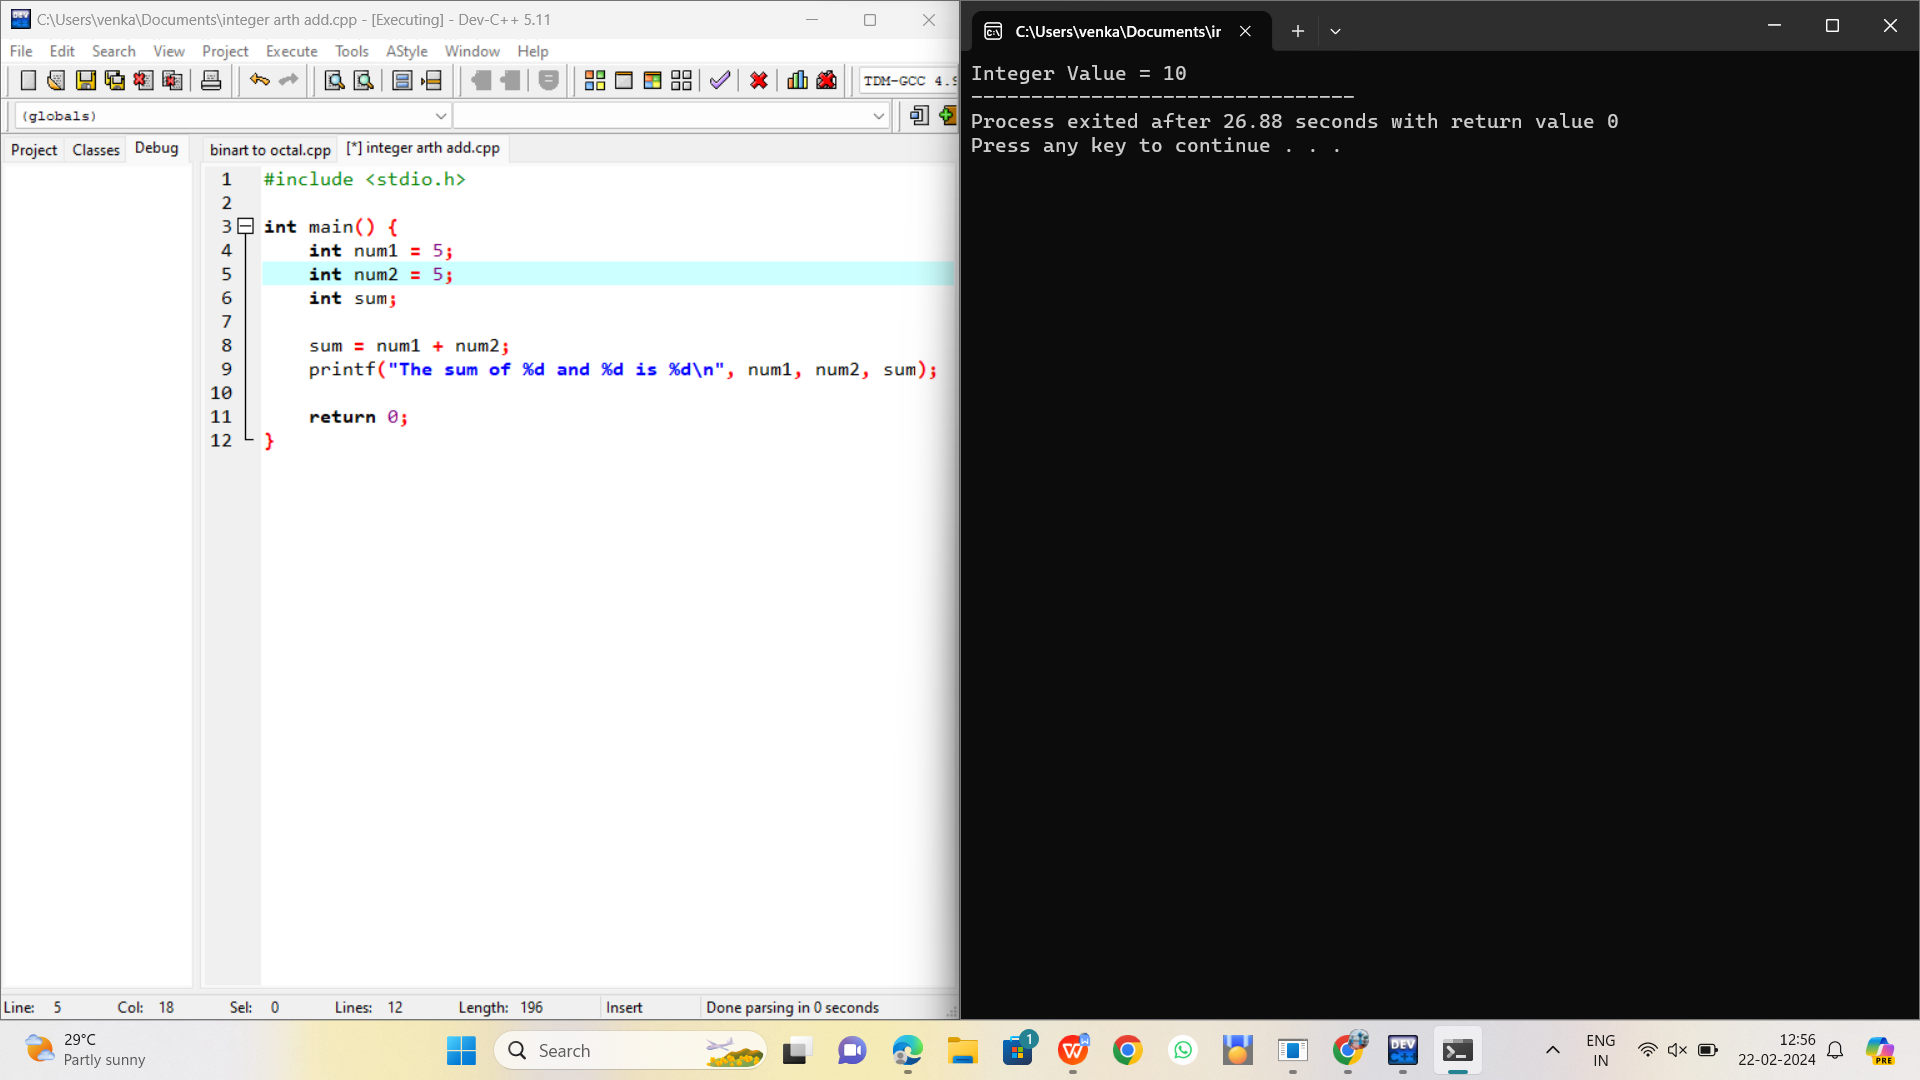 C:\Users\venka\Documents\integer arth add.cpp - [Executing] - Dev-C++ 5.11
File Edit Search View Project Execute Tools AStyle Window Help
TDM-GCC 4.9
(globals)
Project Classes Debug
binart to octal.cpp [*] integer arth add.cpp
1 #include <stdio.h>
2
3 int main() {
4 int num1 = 5;
5 int num2 = 5;
6 int sum;
7
8 sum = num1 + num2;
9 printf("The sum of %d and %d is %d\n", num1, num2, sum);
10
11 return 0;
12 }
Line: 5 Col: 18 Sel: 0 Lines: 12 Length: 196 Insert Done parsing in 0 seconds
C:\Users\venka\Documents\ir
Integer Value = 10
--------------------------------
Process exited after 26.88 seconds with return value 0
Press any key to continue . . .
29°C
Partly sunny
Search
1
DEV
C++
ENG
IN
12:56
22-02-2024
PRE